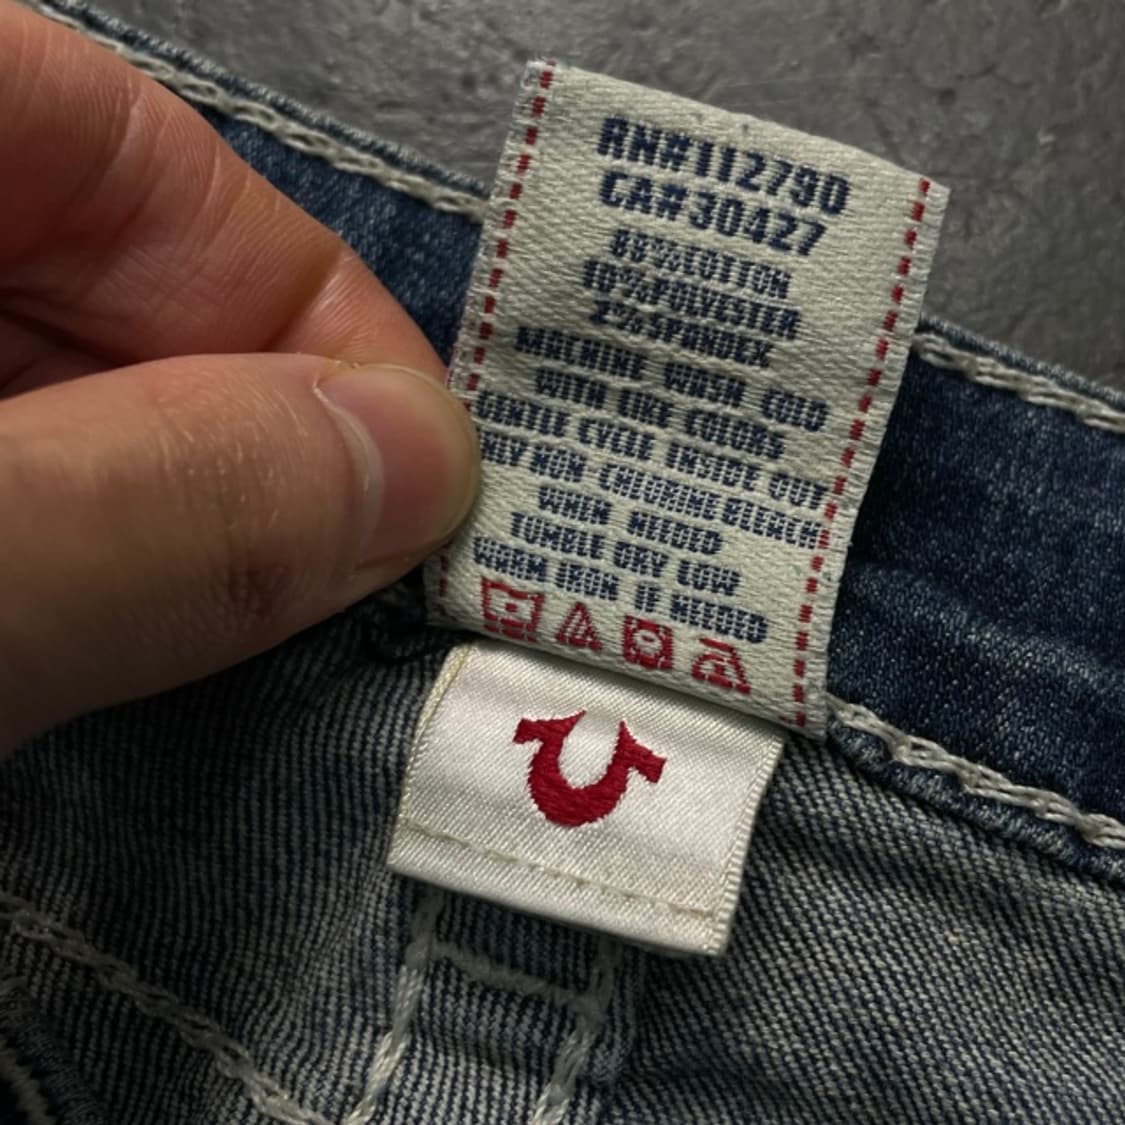 RN#112790
CA#30427
88%COTTON
10%POLYESTER
2%SPANDEX
MACHINE WASH COLD
WITH LIKE COLORS
GENTLE CYCLE INSIDE OUT
NON-CHLORINE BLEACH
WHEN NEEDED
TUMBLE DRY LOW
WARM IRON IF NEEDED